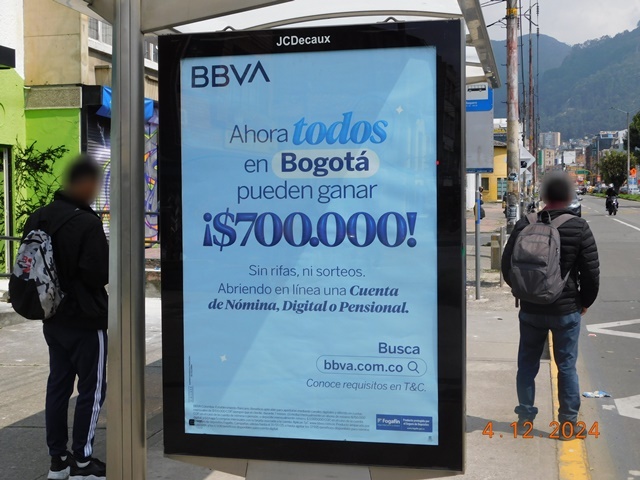 JCDecaux
BBVA
Ahora todos
en Bogotá
pueden ganar
¡$700.000!
Sin rifas, ni sorteos.
Abriendo en línea una Cuenta
de Nómina, Digital o Pensional.
Busca
bbva.com.co
Conoce requisitos en T&C.
Fogafín
4 12 2024